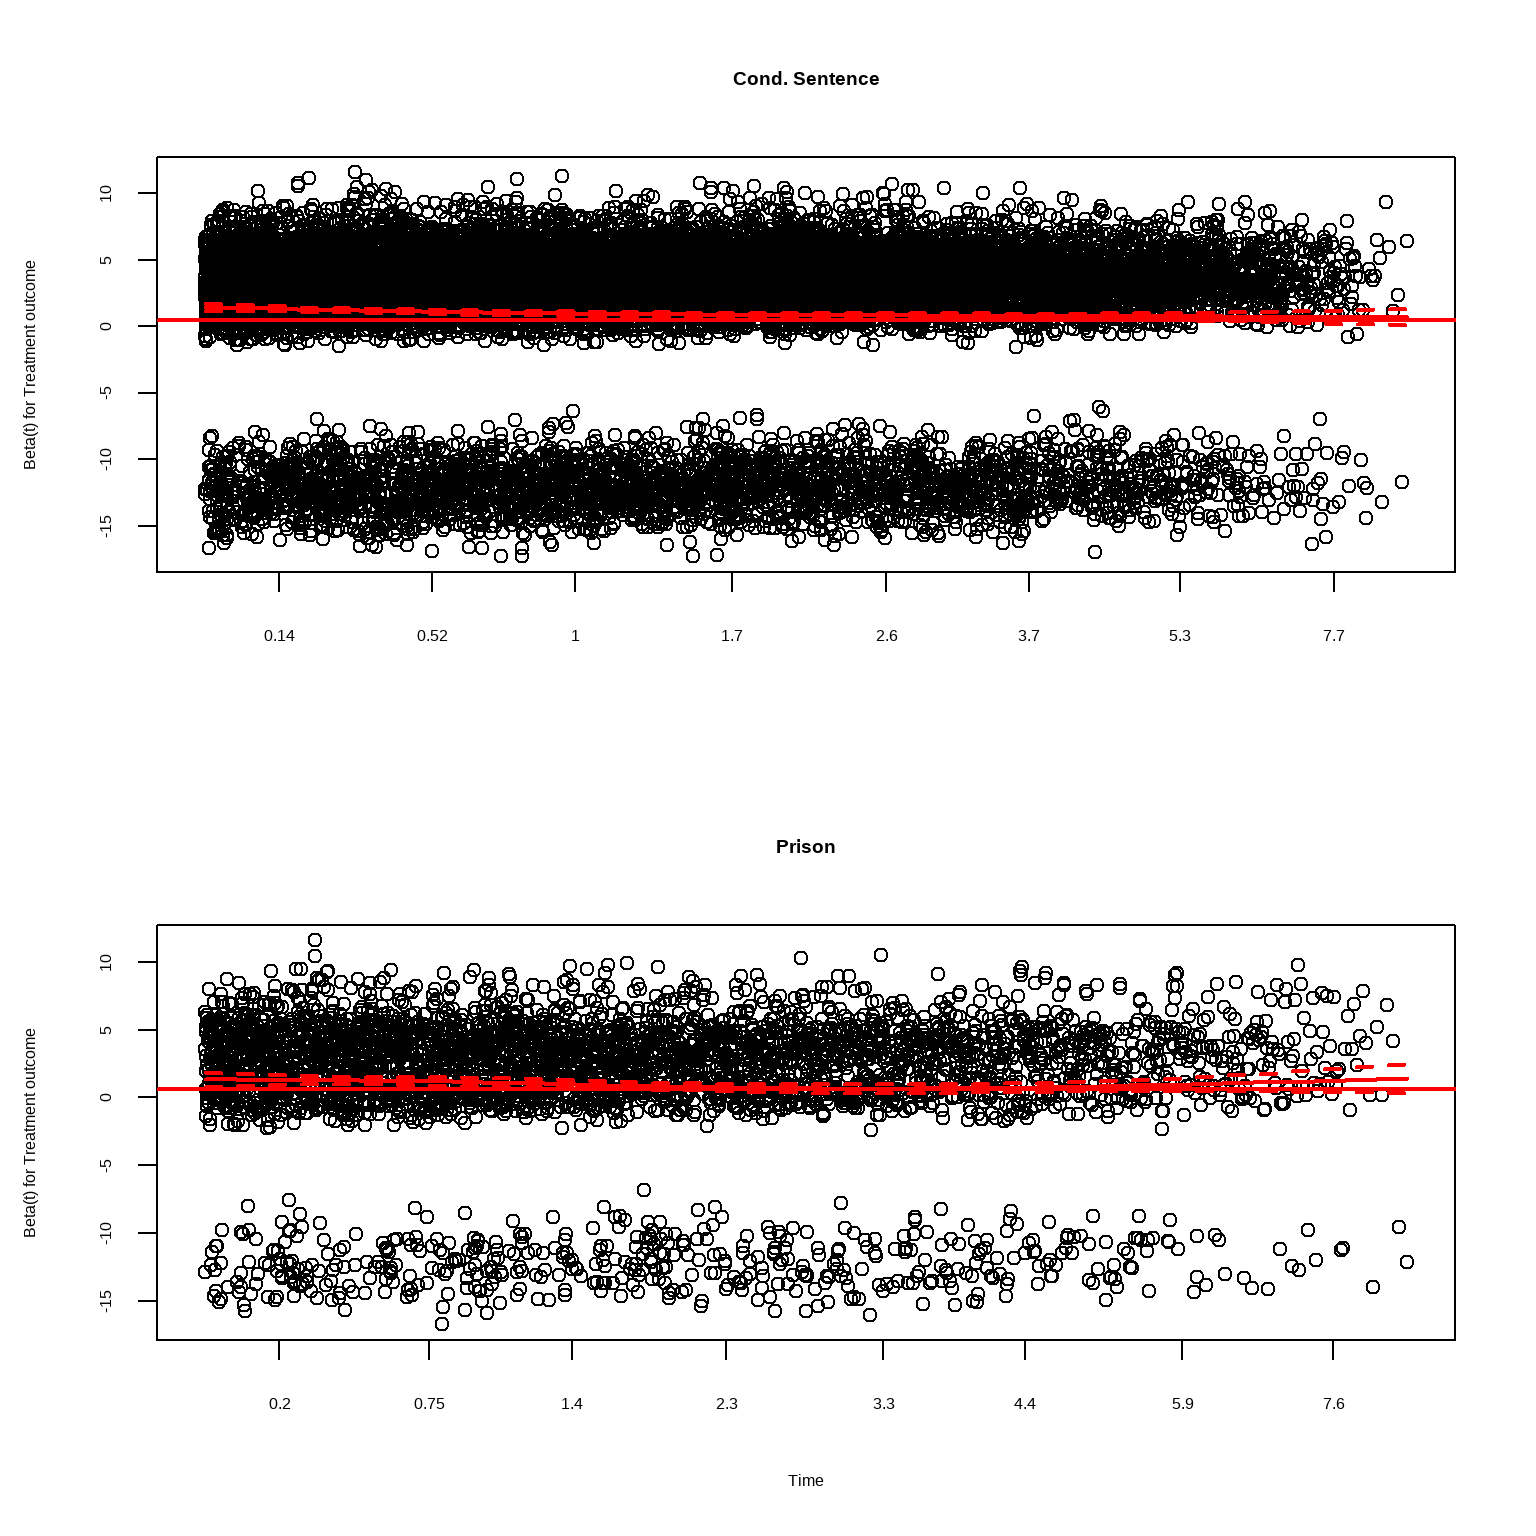 Cond. Sentence
Beta(t) for Treatment outcome
10
5
0
-5
-10
-15
0.14 0.52 1 1.7 2.6 3.7 5.3 7.7
Prison
Beta(t) for Treatment outcome
10
5
0
-5
-10
-15
0.2 0.75 1.4 2.3 3.3 4.4 5.9 7.6
Time